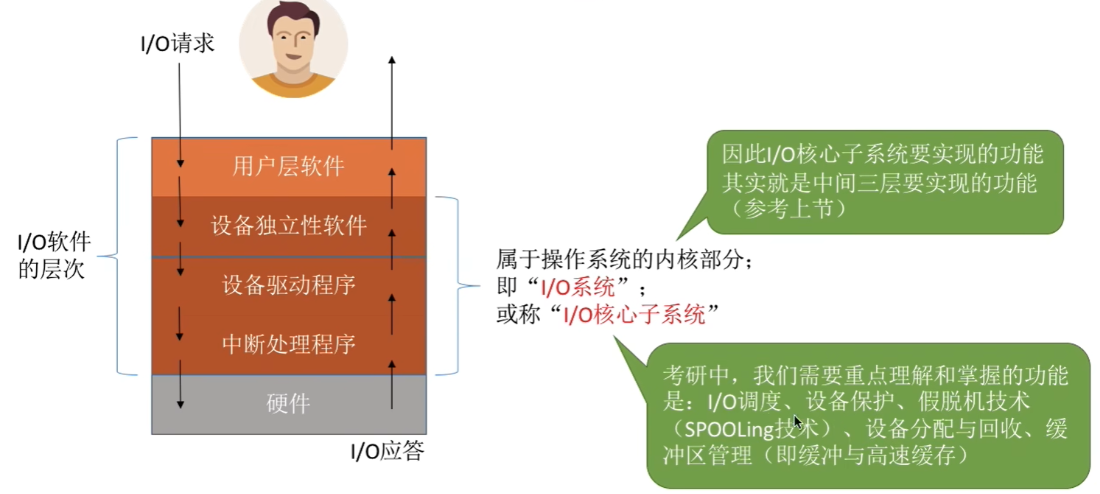 I/O请求
用户层软件
设备独立性软件
设备驱动程序
中断处理程序
硬件
I/O应答
I/O软件
的层次
属于操作系统的内核部分；
即“I/O系统”；
或称“I/O核心子系统”
因此I/O核心子系统要实现的功能
其实就是中间三层要实现的功能
（参考上节）
考研中，我们需要重点理解和掌握的功能
是：I/O调度、设备保护、假脱机技术
（SPOOLing技术）、设备分配与回收、缓
冲区管理（即缓冲与高速缓存）